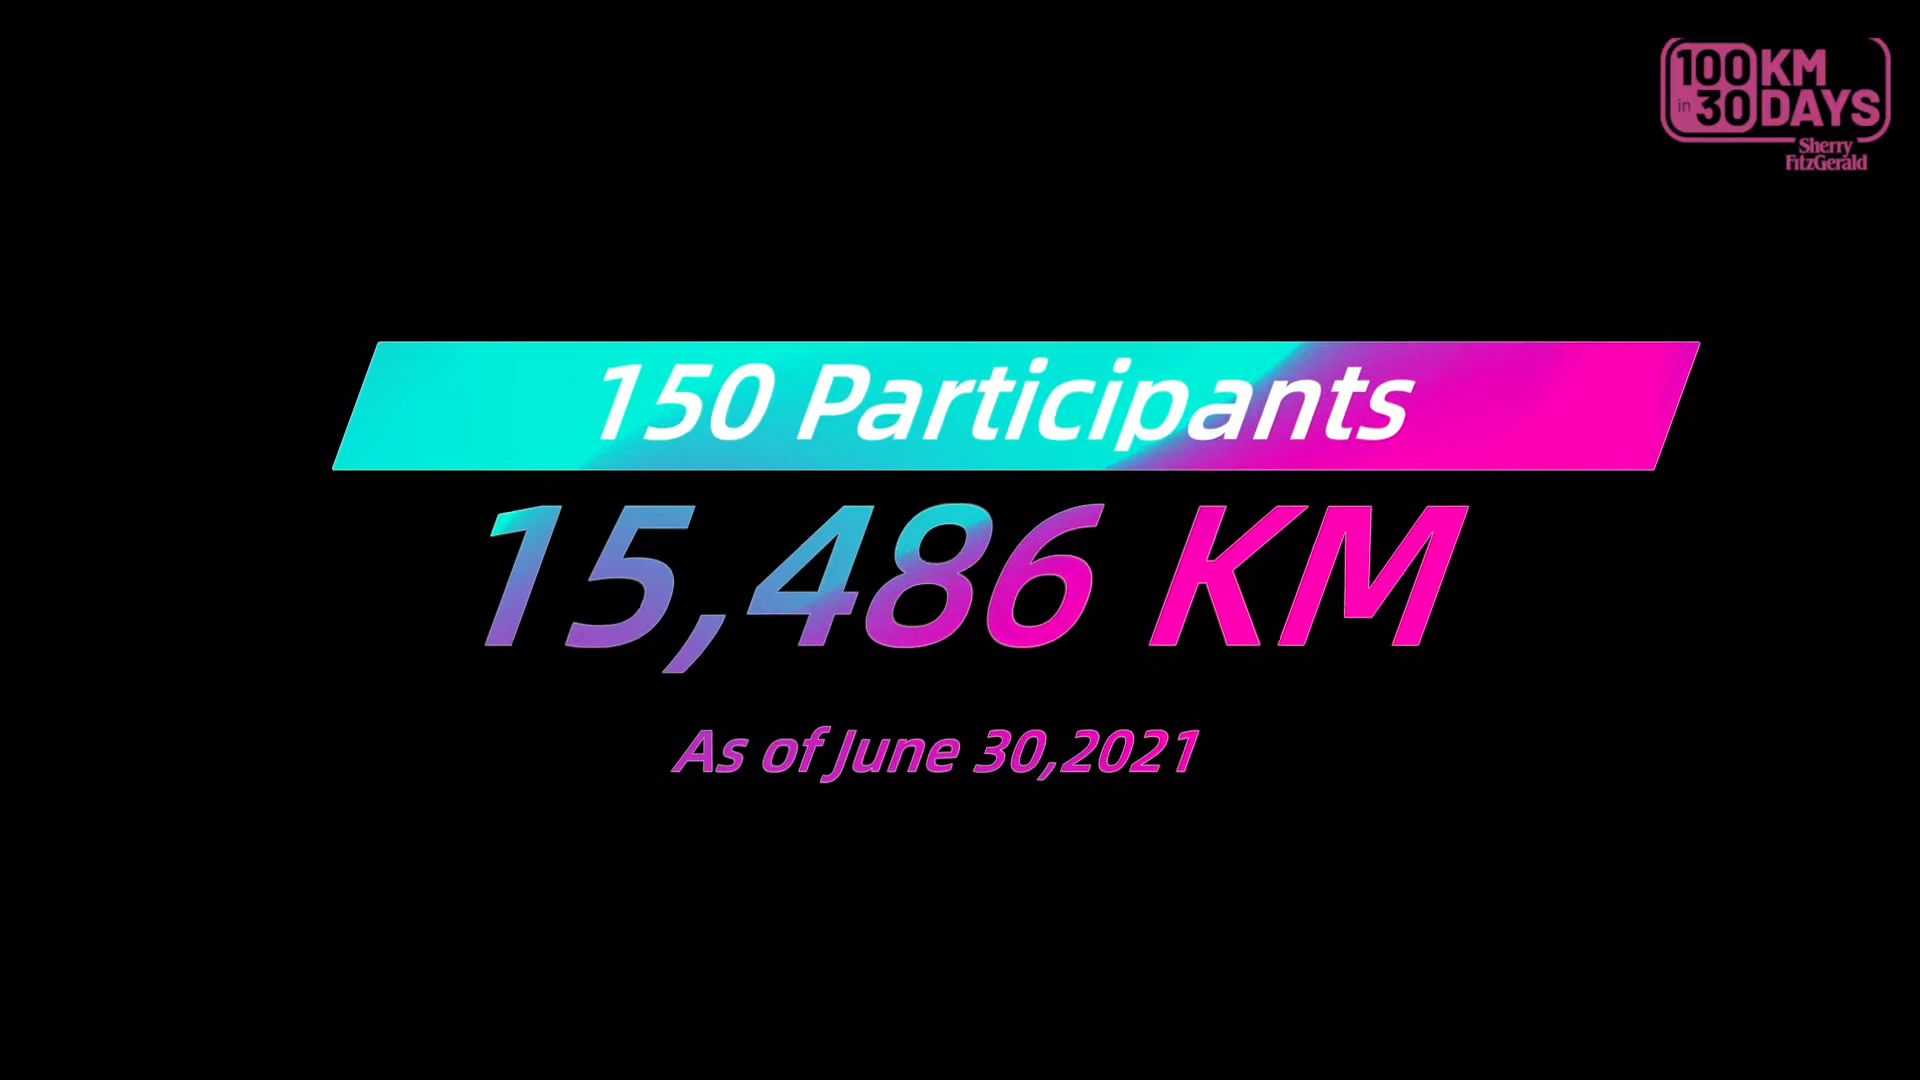 100KM
in 30DAYS
Sherry
FitzGerald
150 Participants
15,486 KM
As of June 30,2021